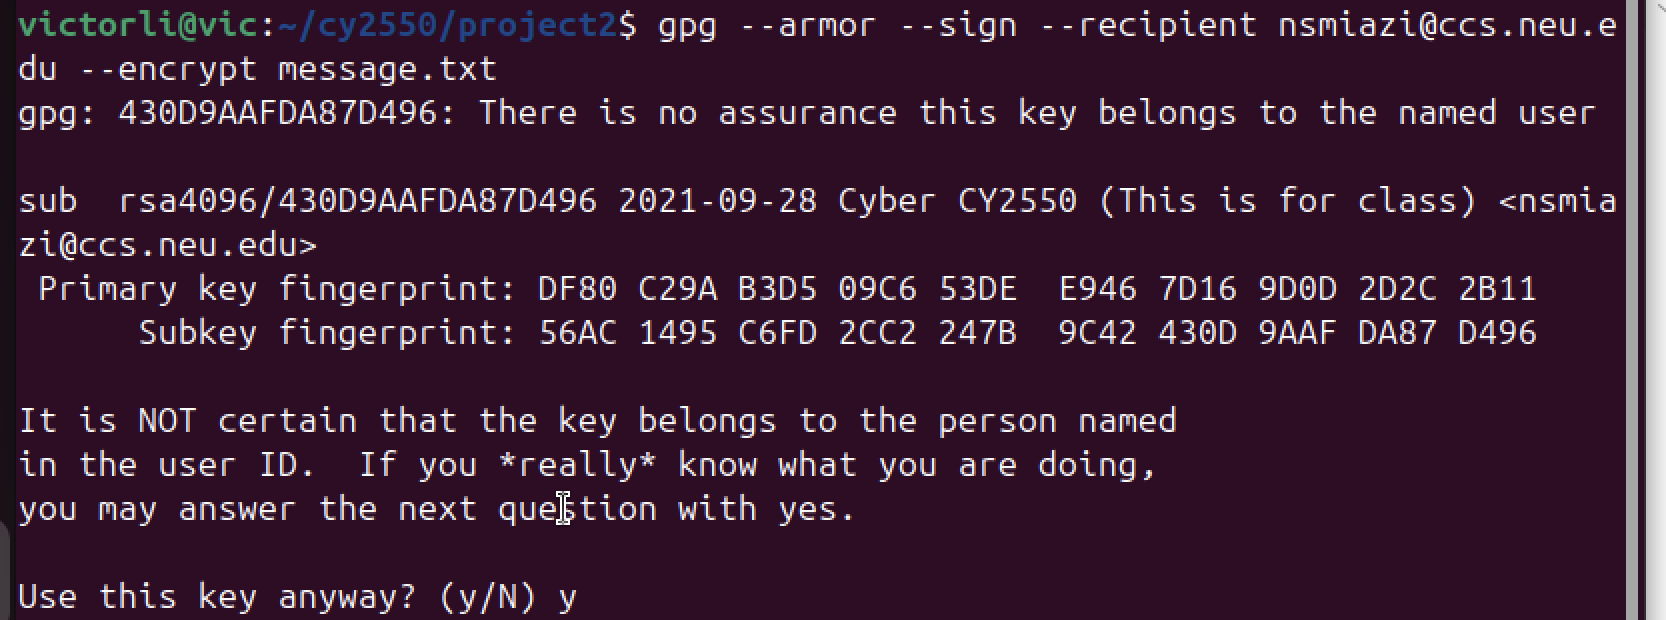 victorli@vic:~/cy2550/project2$ gpg --armor --sign --recipient nsmiazi@ccs.neu.e
du --encrypt message.txt
gpg: 430D9AAFDA87D496: There is no assurance this key belongs to the named user
sub  rsa4096/430D9AAFDA87D496 2021-09-28 Cyber CY2550 (This is for class) <nsmia
zi@ccs.neu.edu>
 Primary key fingerprint: DF80 C29A B3D5 09C6 53DE  E946 7D16 9D0D 2D2C 2B11
      Subkey fingerprint: 56AC 1495 C6FD 2CC2 247B  9C42 430D 9AAF DA87 D496
It is NOT certain that the key belongs to the person named
in the user ID.  If you *really* know what you are doing,
you may answer the next question with yes.
Use this key anyway? (y/N) y